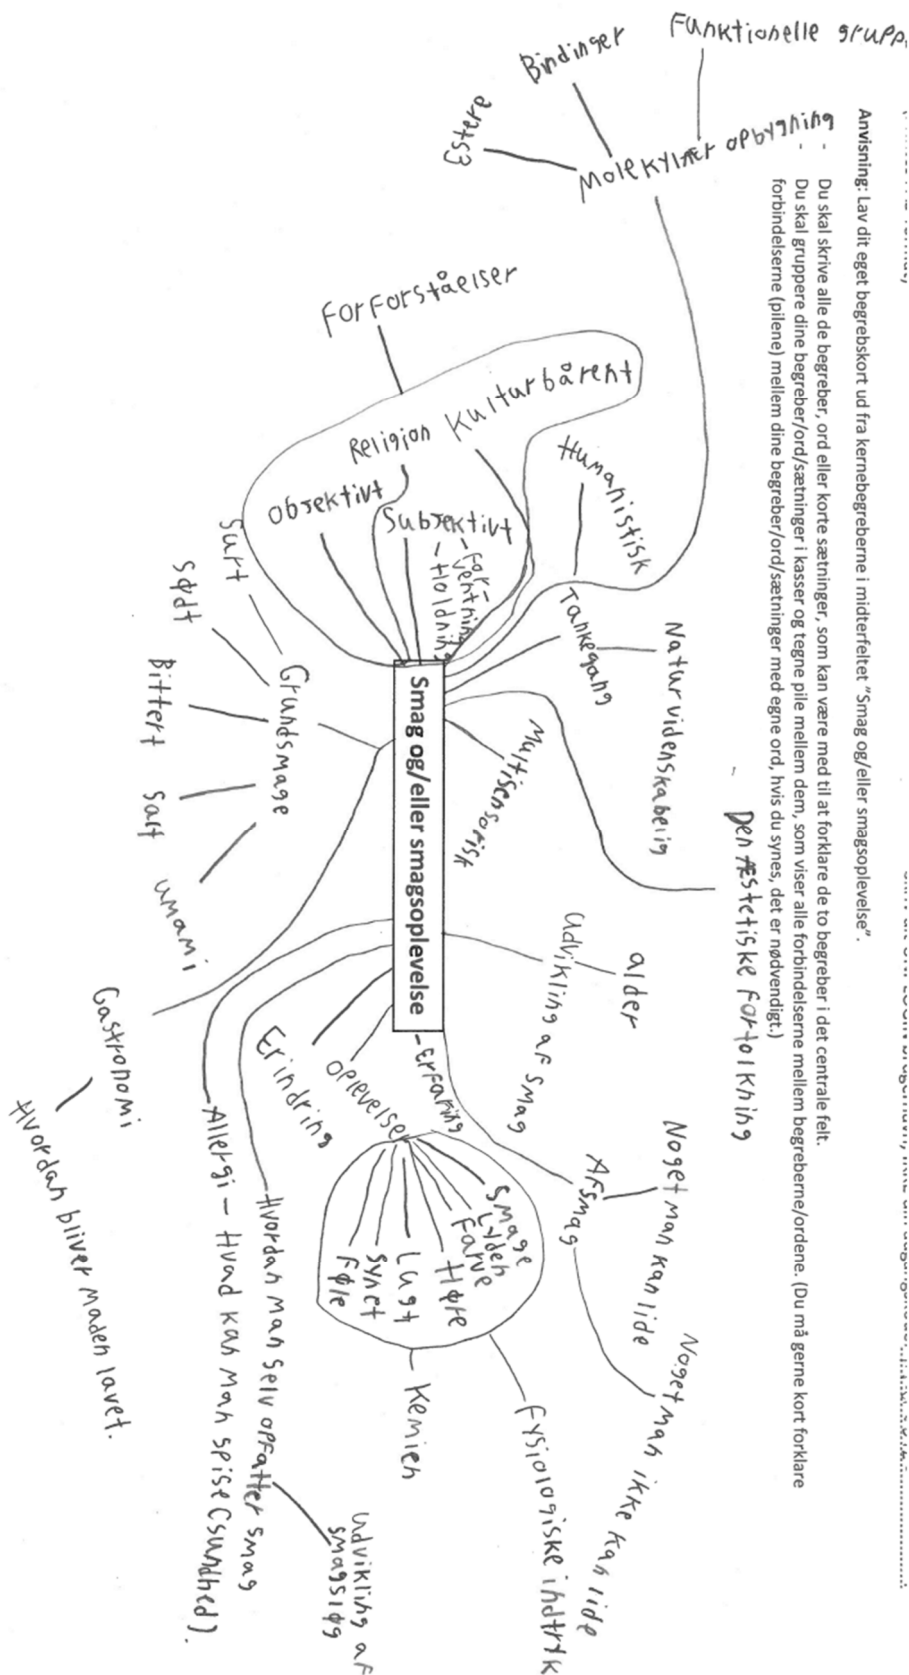 Anvisning: Lav dit eget begrebskort ud fra kernebegreberne i midterfeltet "Smag og/eller smagsoplevelse".
- Du skal skrive alle de begreber, ord eller korte sætninger, som kan være med til at forklare de to begreber i det centrale felt.
- Du skal gruppere dine begreber/ord/sætninger i kasser og tegne pile mellem dem, som viser alle forbindelserne mellem begreberne/ordene. (Du må gerne kort forklare
forbindelserne (pilene) mellem dine begreber/ord/sætninger med egne ord, hvis du synes, det er nødvendigt.)
Funktionelle grupp
Bindinger
Estere
Molekylær opbygning
Den Æstetiske fortolkning
Forforståelser
Kulturbårent
Religion
Objektivt
Subjektivt
- For-
ventning
- Holdning
Humanistisk
Tankegang
Naturvidenskabelig
Multisensorisk
alder
Udvikling af smag
Noget man kan lide
Afsmag
Noget man ikke kan lide
Smag og/eller smagsoplevelse
- Erfaring
Oplevelse
Erindring
Smage
Lyden
Farve
Høre
Lugt
Synet
Føle
Fysiologiske indtryk
Kemien
Grundsmage
Surt
Sødt
Bittert
Salt
umami
Hvordan man selv opfatter smag
Udvikling af
smagsløg
Allergi - Hvad kan man spise (sundhed).
Gastronomi
Hvordan bliver maden lavet.